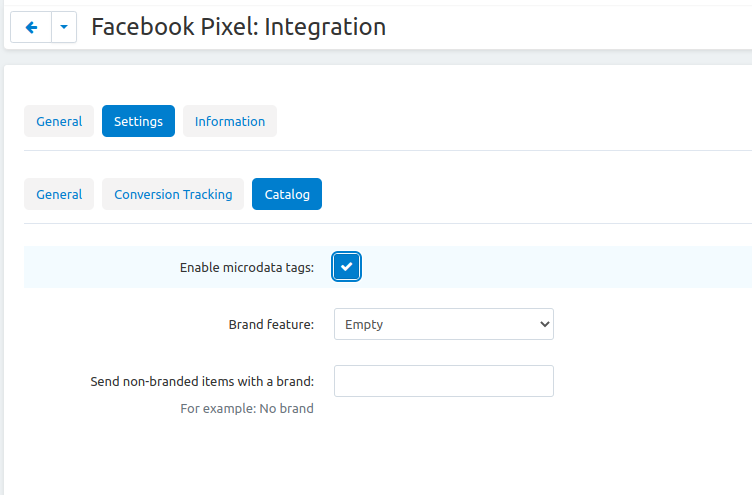 Facebook Pixel: Integration
General Settings Information
General Conversion Tracking Catalog
Enable microdata tags:
Brand feature: Empty
Send non-branded items with a brand:
For example: No brand